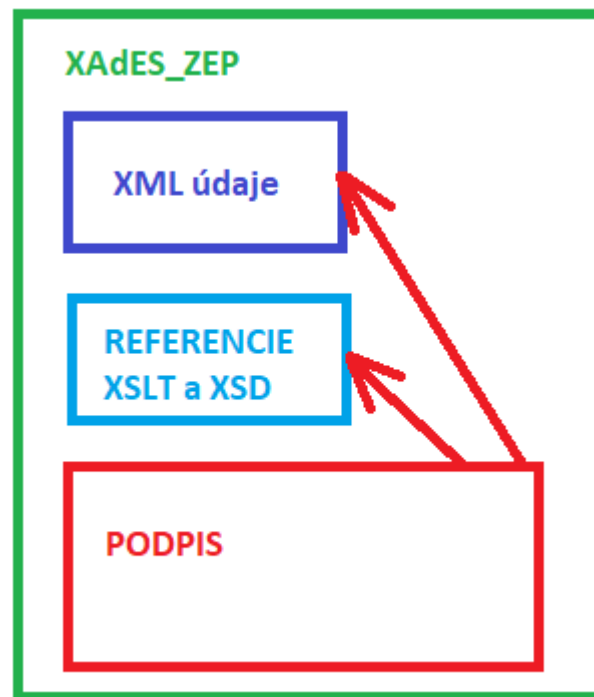 XAdES_ZEP
XML údaje
REFERENCIE
XSLT a XSD
PODPIS